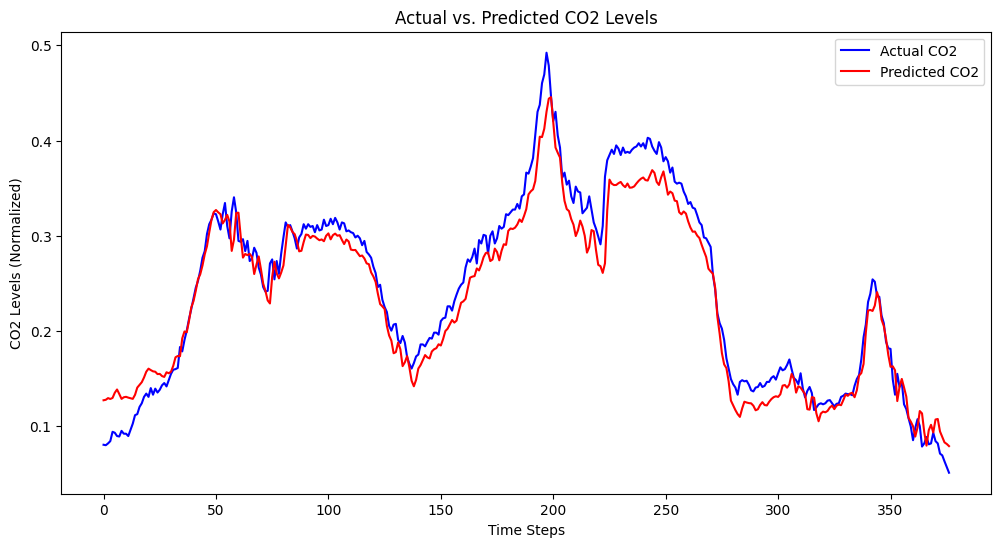 Actual vs. Predicted CO2 Levels
Actual CO2
Predicted CO2
CO2 Levels (Normalized)
0.5
0.4
0.3
0.2
0.1
0 50 100 150 200 250 300 350
Time Steps